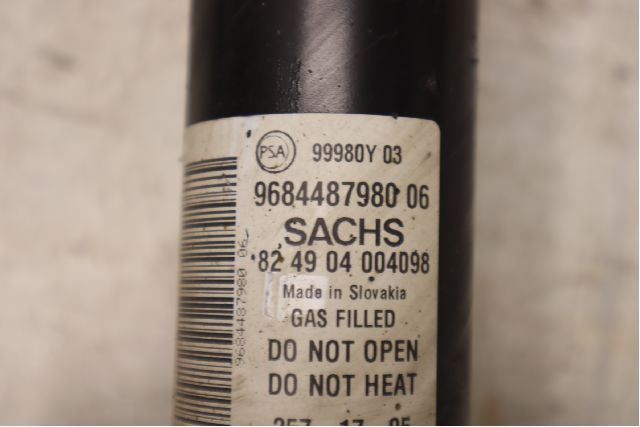 PSA 99980Y 03
9684487980 06
SACHS
82 49 04 004098
Made in Slovakia
GAS FILLED
DO NOT OPEN
DO NOT HEAT
9684487980 06